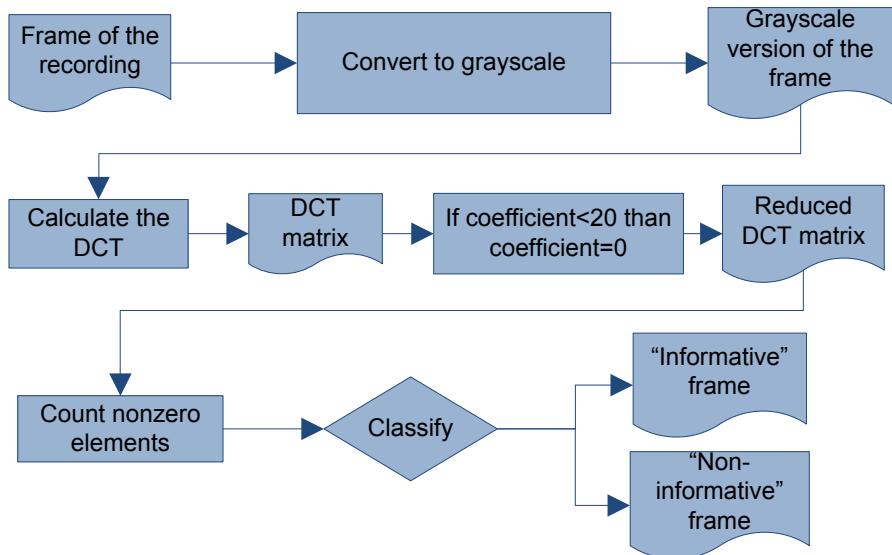 Frame of the
recording
Convert to grayscale
Grayscale
version of the
frame
Calculate the
DCT
DCT
matrix
If coefficient<20 than
coefficient=0
Reduced
DCT matrix
Count nonzero
elements
Classify
“Informative”
frame
“Non-
informative”
frame